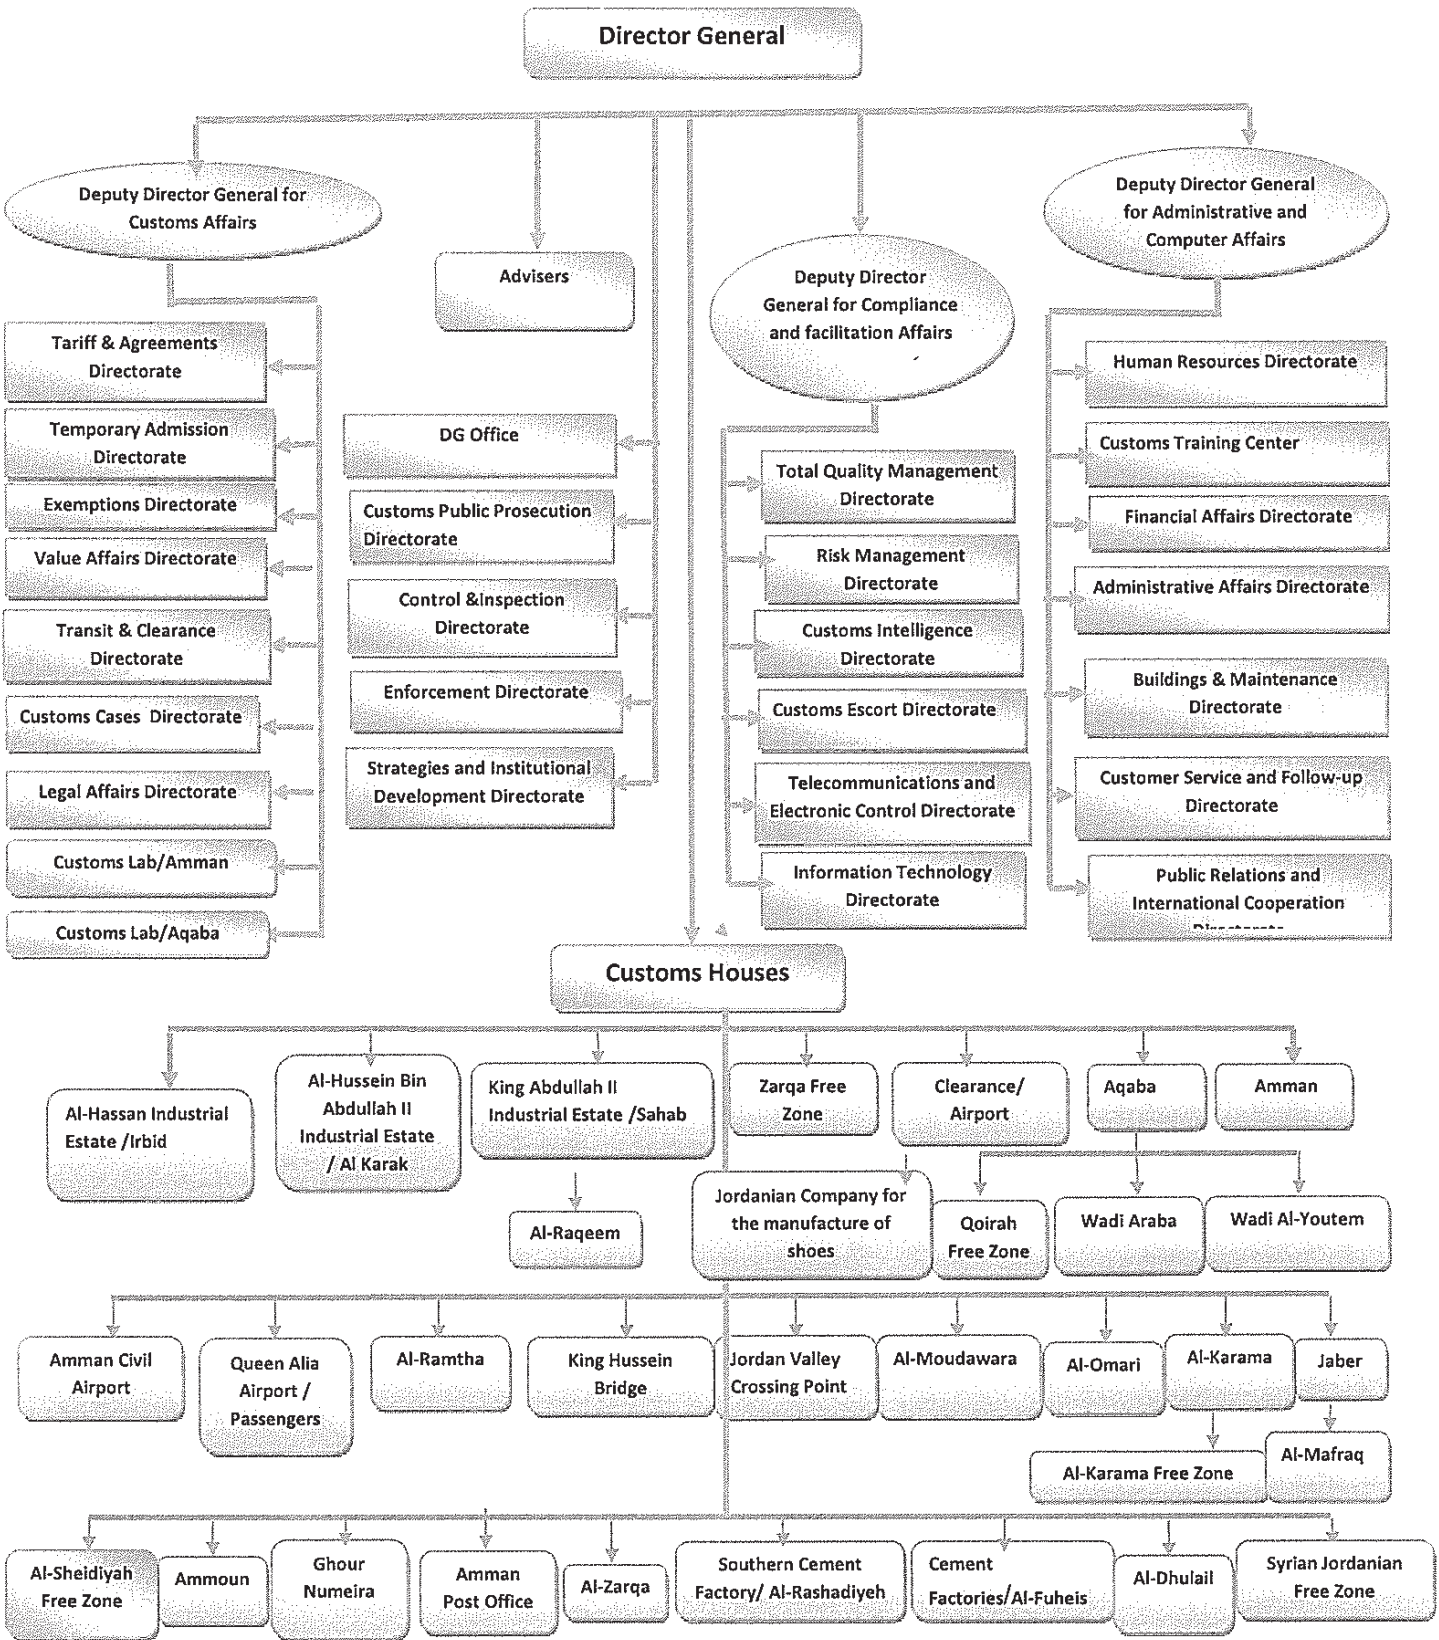 Director General
Deputy Director General for
Customs Affairs
Advisers
Deputy Director
General for Compliance
and facilitation Affairs
Deputy Director General
for Administrative and
Computer Affairs
Tariff & Agreements
Directorate
Temporary Admission
Directorate
Exemptions Directorate
Value Affairs Directorate
Transit & Clearance
Directorate
Customs Cases Directorate
Legal Affairs Directorate
Customs Lab/Amman
Customs Lab/Aqaba
DG Office
Customs Public Prosecution
Directorate
Control &Inspection
Directorate
Enforcement Directorate
Strategies and Institutional
Development Directorate
Total Quality Management
Directorate
Risk Management
Directorate
Customs Intelligence
Directorate
Customs Escort Directorate
Telecommunications and
Electronic Control Directorate
Information Technology
Directorate
Human Resources Directorate
Customs Training Center
Financial Affairs Directorate
Administrative Affairs Directorate
Buildings & Maintenance
Directorate
Customer Service and Follow-up
Directorate
Public Relations and
International Cooperation
Customs Houses
Al-Hassan Industrial
Estate /Irbid
Al-Hussein Bin
Abdullah II
Industrial Estate
/ Al Karak
King Abdullah II
Industrial Estate /Sahab
Zarqa Free
Zone
Clearance/
Airport
Aqaba
Amman
Al-Raqeem
Jordanian Company for
the manufacture of
shoes
Qoirah
Free Zone
Wadi Araba
Wadi Al-Youtem
Amman Civil
Airport
Queen Alia
Airport /
Passengers
Al-Ramtha
King Hussein
Bridge
Jordan Valley
Crossing Point
Al-Moudawara
Al-Omari
Al-Karama
Jaber
Al-Karama Free Zone
Al-Mafraq
Al-Sheidiyah
Free Zone
Ammoun
Ghour
Numeira
Amman
Post Office
Al-Zarqa
Southern Cement
Factory/ Al-Rashadiyeh
Cement
Factories/Al-Fuheis
Al-Dhulail
Syrian Jordanian
Free Zone